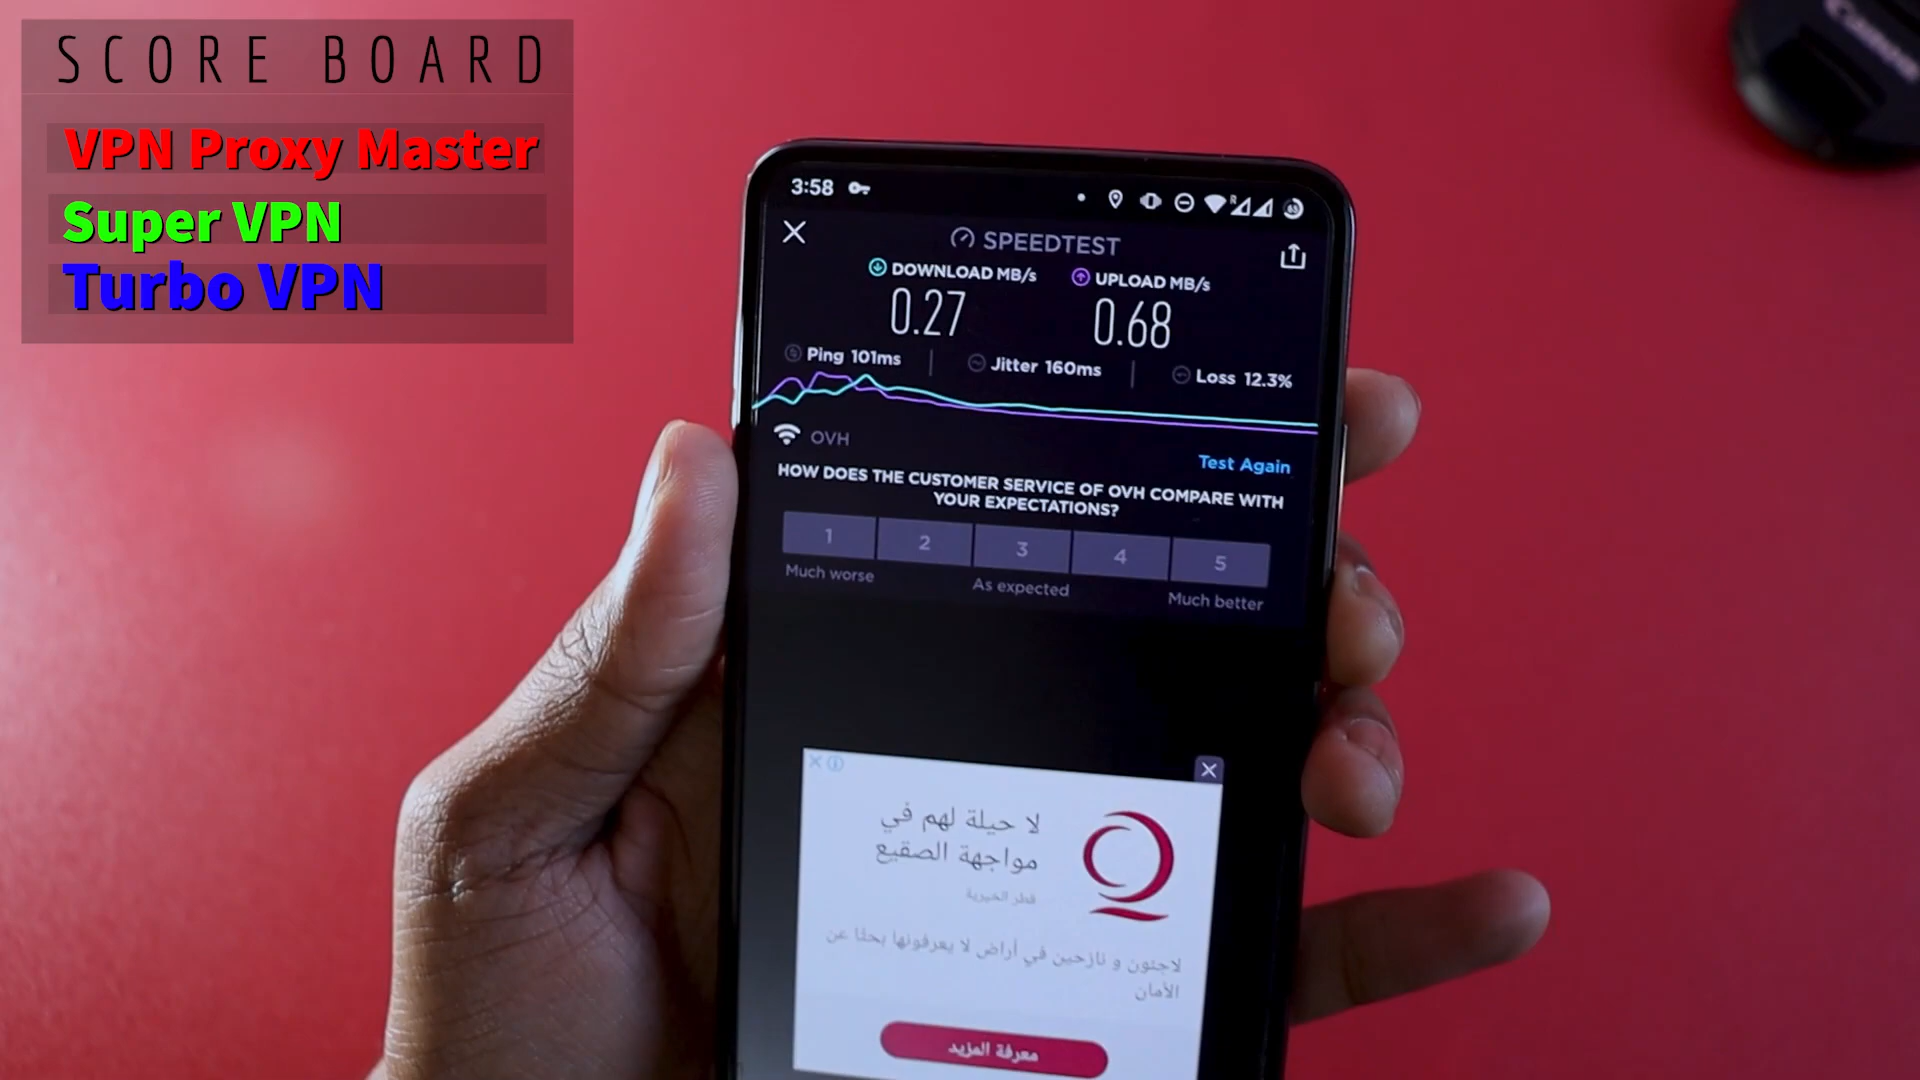 SCORE BOARD
VPN Proxy Master
Super VPN
Turbo VPN
Canon
3:58
R
65
SPEEDTEST
DOWNLOAD MB/s
UPLOAD MB/s
0.27
0.68
Ping 101ms
Jitter 160ms
Loss 12.3%
OVH
Test Again
HOW DOES THE CUSTOMER SERVICE OF OVH COMPARE WITH
YOUR EXPECTATIONS?
1
2
3
4
5
Much worse
As expected
Much better
لا حيلة لهم في
مواجهة الصقيع
قطر الخيرية
لاجئون و نازحين في أراض لا يعرفونها بحثا عن
الأمان
معرفة المزيد